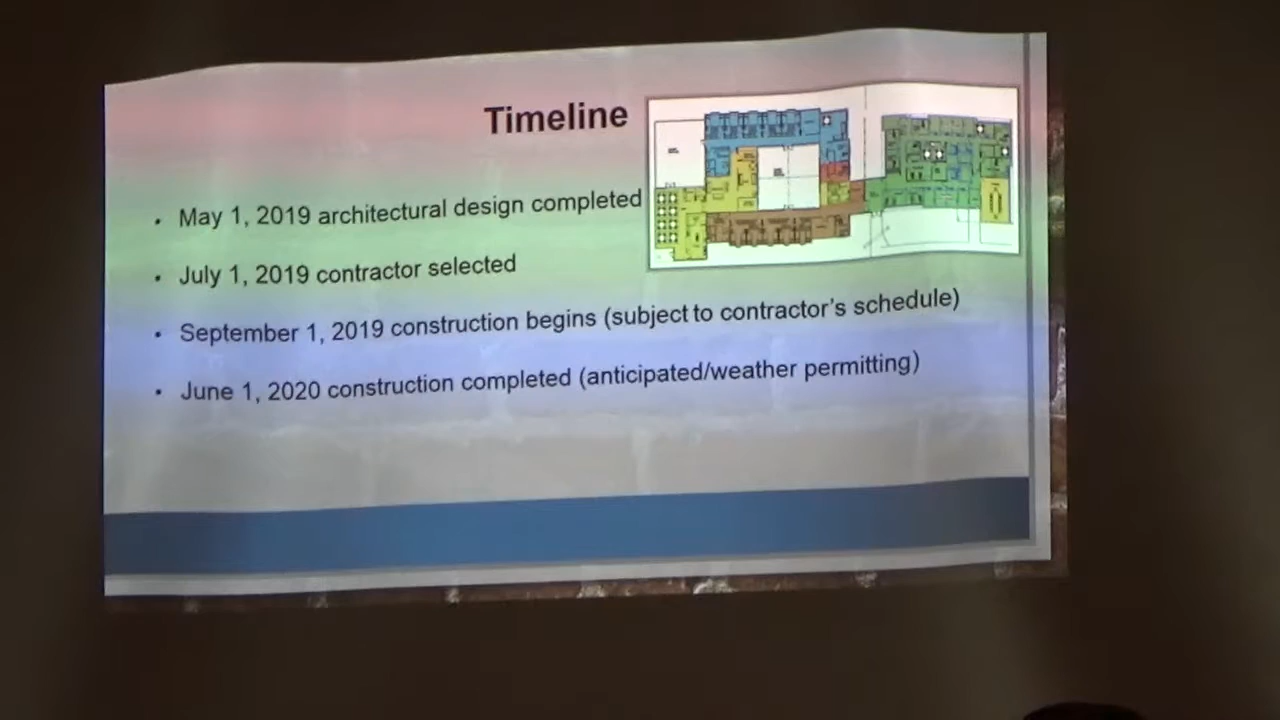 Timeline
• May 1, 2019 architectural design completed
• July 1, 2019 contractor selected
• September 1, 2019 construction begins (subject to contractor's schedule)
• June 1, 2020 construction completed (anticipated/weather permitting)